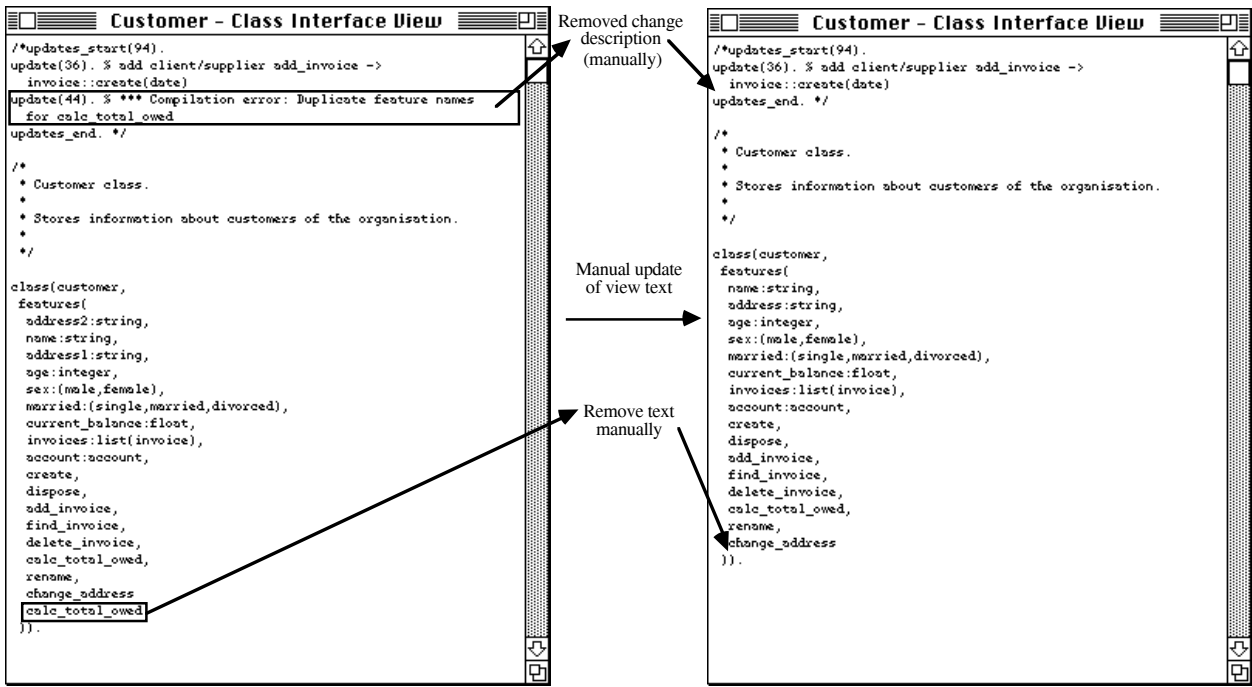 Customer – Class Interface View
/*updates_start(94).
update(36). % add client/supplier add_invoice ->
invoice::create(date)
update(44). % *** Compilation error: Duplicate feature names
for calc_total_owed
updates_end. */
/*
* Customer class.
*
* Stores information about customers of the organisation.
*
*/
class(customer,
features(
address2:string,
name:string,
address1:string,
age:integer,
sex:(male,female),
married:(single,married,divorced),
current_balance:float,
invoices:list(invoice),
account:account,
create,
dispose,
add_invoice,
find_invoice,
delete_invoice,
calc_total_owed,
rename,
change_address
calc_total_owed
)).
Removed change
description
(manually)
Manual update
of view text
Remove text
manually
Customer – Class Interface View
/*updates_start(94).
update(36). % add client/supplier add_invoice ->
invoice::create(date)
updates_end. */
/*
* Customer class.
*
* Stores information about customers of the organisation.
*
*/
class(customer,
features(
name:string,
address:string,
age:integer,
sex:(male,female),
married:(single,married,divorced),
current_balance:float,
invoices:list(invoice),
account:account,
create,
dispose,
add_invoice,
find_invoice,
delete_invoice,
calc_total_owed,
rename,
change_address
)).